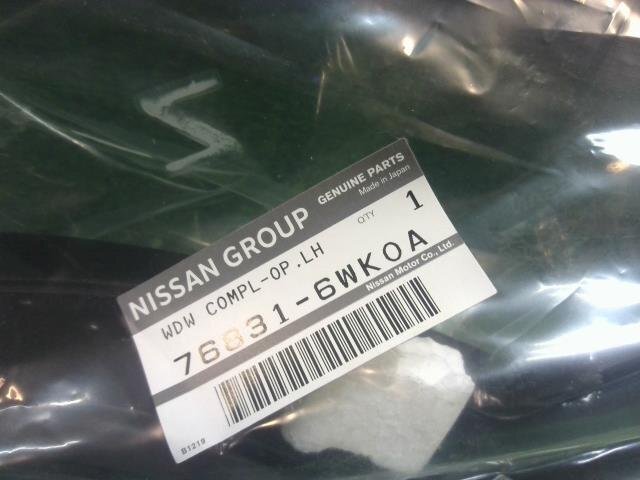 NISSAN GROUP GENUINE PARTS
Made in Japan
WDW COMPL-OP.LH QTY 1
76831-6WK0A
Nissan Motor Co., Ltd.
B1219